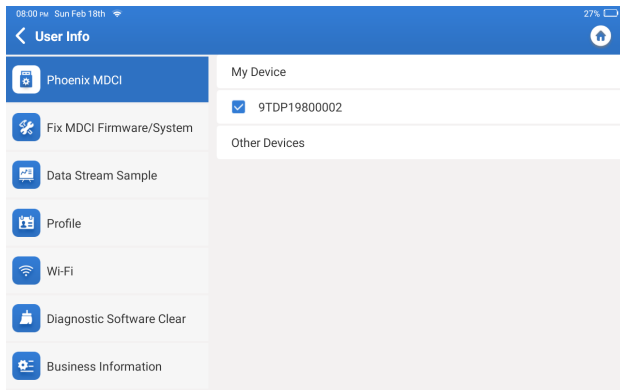 08:00 PM Sun Feb 18th
27%
User Info
Phoenix MDCI
Fix MDCI Firmware/System
Data Stream Sample
Profile
Wi-Fi
Diagnostic Software Clear
Business Information
My Device
9TDP19800002
Other Devices